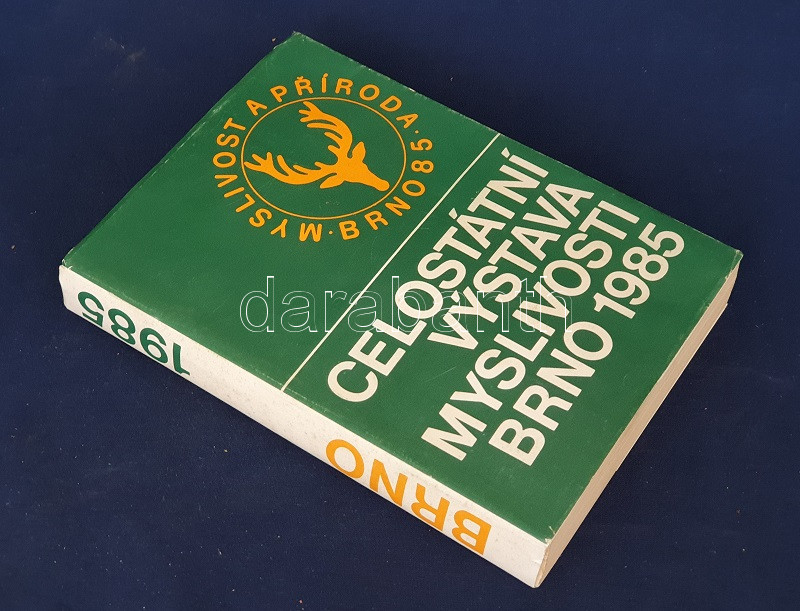 MYSLIVOST A PŘÍRODA · BRNO 85 ·
CELOSTÁTNÍ
VÝSTAVA
MYSLIVOSTI
BRNO 1985
BRNO
1985
darabanth